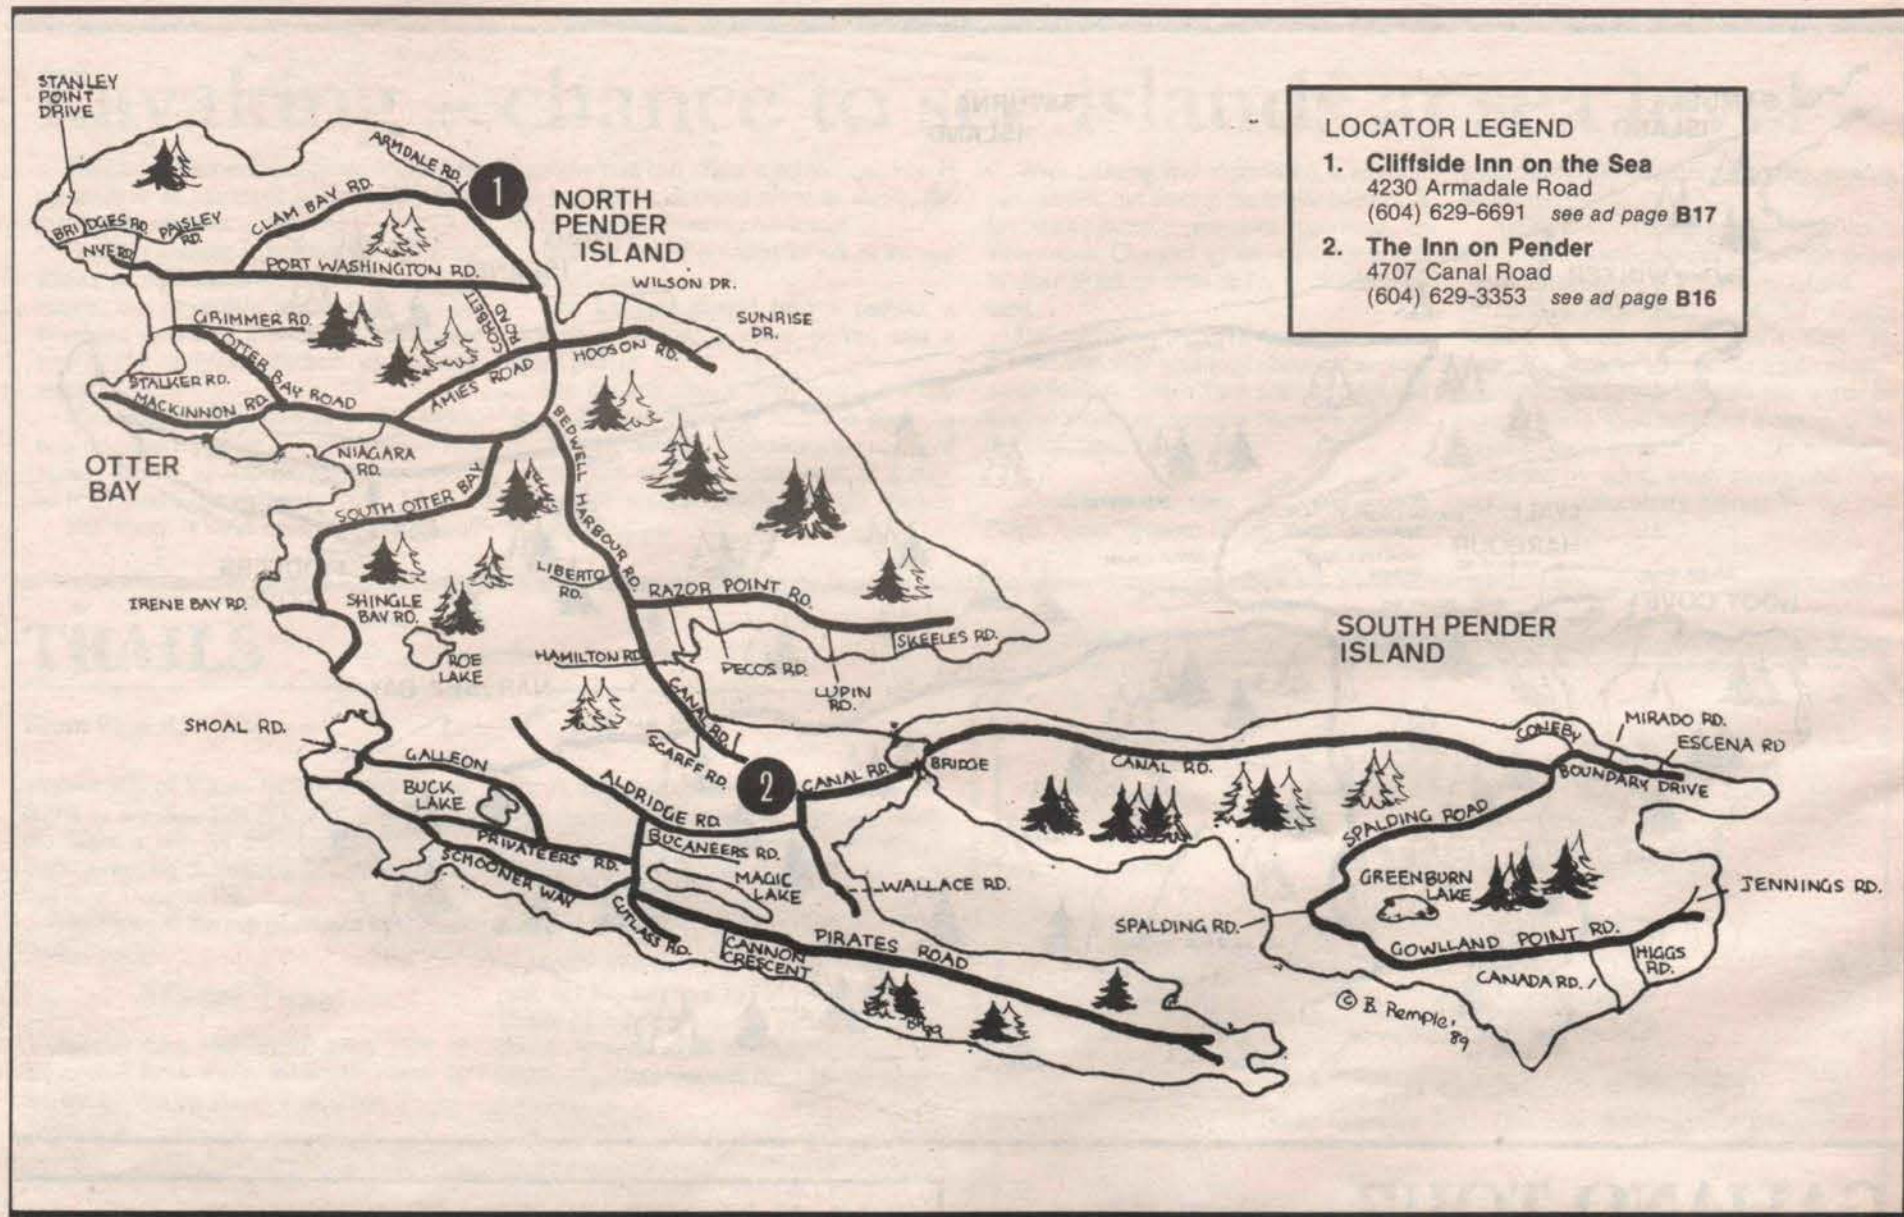 STANLEY
POINT
DRIVE
ARMDALE RD.
1
NORTH
PENDER
ISLAND
CLAM BAY RD.
BRIDGES RD.
PAISLEY
RD.
NYE RD.
PORT WASHINGTON RD.
WILSON DR.
CORBETT
ROAD
SUNRISE
DR.
GRIMMER RD.
HOOSON RD.
OTTER BAY ROAD
AMIES ROAD
STALKER RD.
MACKINNON RD.
OTTER
BAY
NIAGARA
RD.
BEDWELL HARBOUR RD.
SOUTH OTTER BAY
LIBERTO
RD.
RAZOR POINT RD.
IRENE BAY RD.
SHINGLE
BAY RD.
ROE
LAKE
SKEELES RD.
HAMILTON RD.
PECOS RD.
LUPIN
RD.
CANAL RD.
SCARFF RD.
SHOAL RD.
GALLEON
BUCK
LAKE
ALDRIDGE RD.
2
CANAL RD.
BRIDGE
PRIVATEERS RD.
BUCANEERS RD.
SCHOONER WAY
MAGIC
LAKE
WALLACE RD.
CUTLASS RD.
CANNON
CRESCENT
PIRATES ROAD
SOUTH PENDER
ISLAND
CANAL RD.
CONERY
MIRADO RD.
ESCENA RD
BOUNDARY DRIVE
SPALDING ROAD
GREENBURN
LAKE
JENNINGS RD.
SPALDING RD.
GOWLLAND POINT RD.
HIGGS
RD.
CANADA RD.
© B. Remple '89
LOCATOR LEGEND
1. Cliffside Inn on the Sea
4230 Armadale Road
(604) 629-6691 see ad page B17
2. The Inn on Pender
4707 Canal Road
(604) 629-3353 see ad page B16